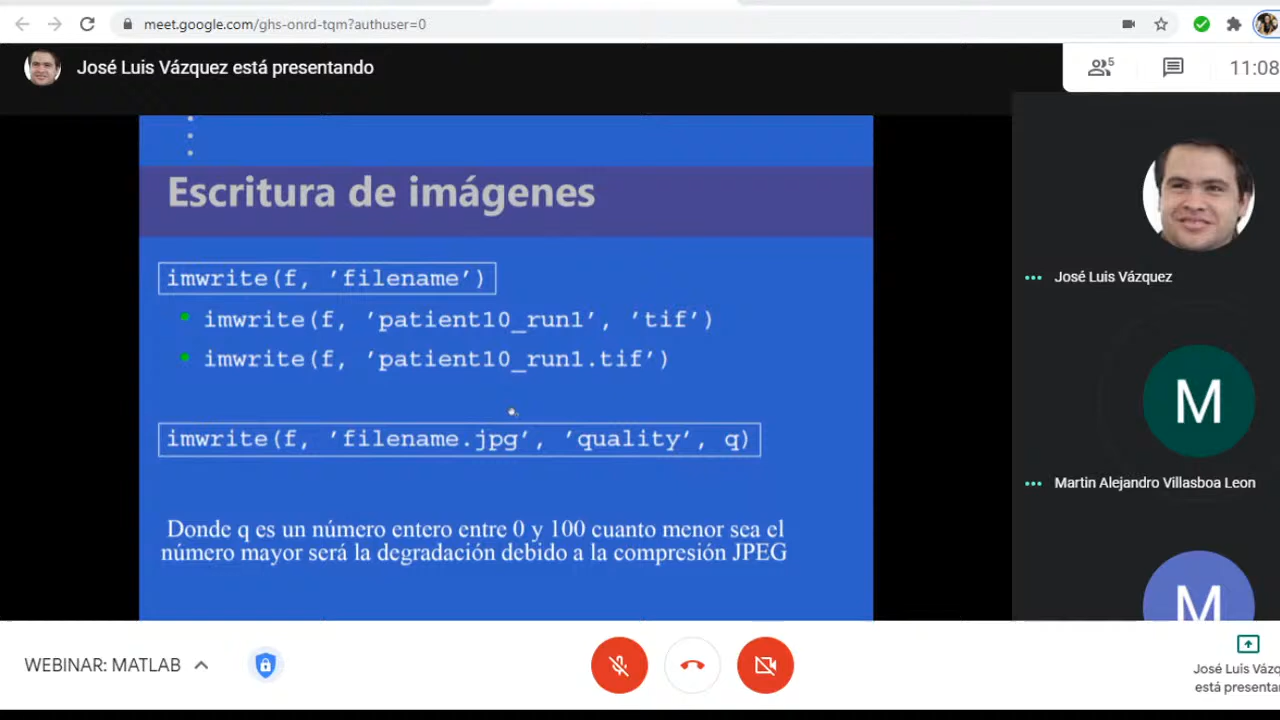 meet.google.com/ghs-onrd-tqm?authuser=0
José Luis Vázquez está presentando
5
11:08
Escritura de imágenes
imwrite(f, ’filename’)
imwrite(f, ’patient10_run1’, ’tif’)
imwrite(f, ’patient10_run1.tif’)
imwrite(f, ’filename.jpg’, ’quality’, q)
Donde q es un número entero entre 0 y 100 cuanto menor sea el
número mayor será la degradación debido a la compresión JPEG
José Luis Vázquez
M
Martin Alejandro Villasboa Leon
M
WEBINAR: MATLAB
José Luis Vázq
está presenta